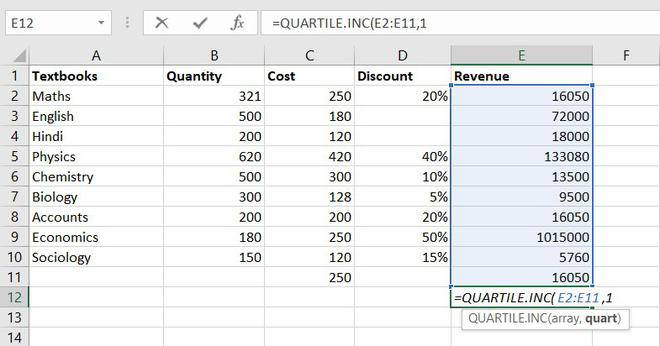 E12 fx =QUARTILE.INC(E2:E11,1
A B C D E F
1 Textbooks Quantity Cost Discount Revenue
2 Maths 321 250 20% 16050
3 English 500 180 72000
4 Hindi 200 120 18000
5 Physics 620 420 40% 133080
6 Chemistry 500 300 10% 13500
7 Biology 300 128 5% 9500
8 Accounts 200 200 20% 16050
9 Economics 180 250 50% 1015000
10 Sociology 150 120 15% 5760
11 250 16050
12 =QUARTILE.INC(E2:E11,1
13 QUARTILE.INC(array, quart)
14